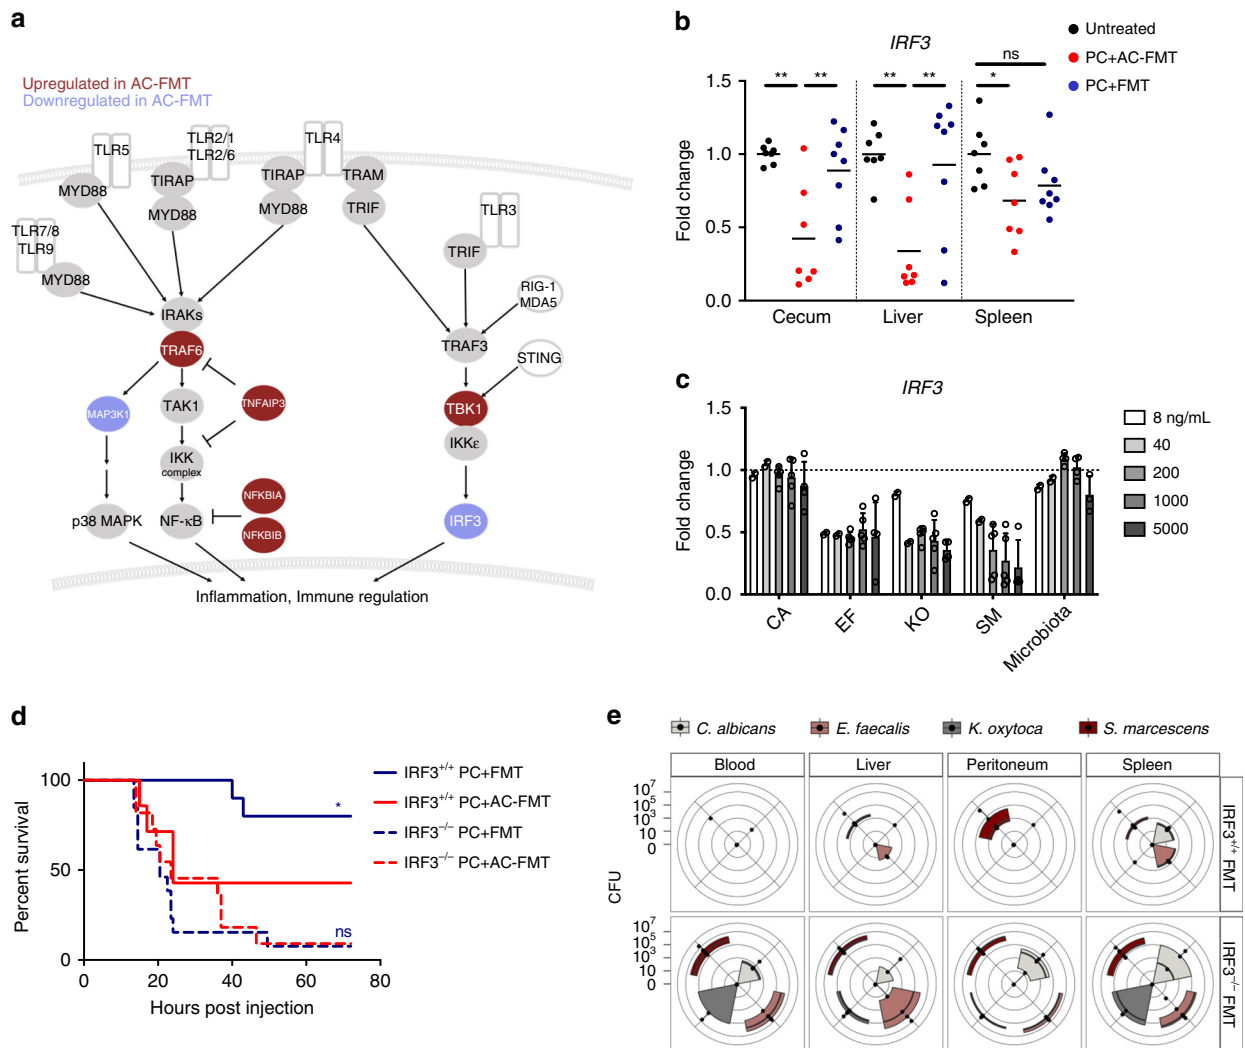 a
Upregulated in AC-FMT
Downregulated in AC-FMT
TLR5
TLR2/1
TLR2/6
TLR4
MYD88
TIRAP
MYD88
TIRAP
MYD88
TRAM
TRIF
TLR3
TRIF
TLR7/8
TLR9
MYD88
RIG-1
MDA5
IRAKs
TRAF6
TRAF3
STING
MAP3K1
TAK1
TNFAIP3
TBK1
IKKε
IKK
complex
NFKBIA
NFKBIB
p38 MAPK
NF-κB
IRF3
Inflammation, Immune regulation
b
IRF3
Untreated
PC+AC-FMT
PC+FMT
** ** ** ** * ns
Fold change
1.5
1.0
0.5
0.0
Cecum Liver Spleen
c
IRF3
Fold change
1.5
1.0
0.5
0.0
CA EF KO SM Microbiota
8 ng/mL
40
200
1000
5000
d
Percent survival
100
50
0
0 20 40 60 80
Hours post injection
*
ns
IRF3+/+ PC+FMT
IRF3+/+ PC+AC-FMT
IRF3−/− PC+FMT
IRF3−/− PC+AC-FMT
e
C. albicans E. faecalis K. oxytoca S. marcescens
Blood Liver Peritoneum Spleen
CFU
10⁷
10⁵
10³
10
0
IRF3+/+ FMT
10⁷
10⁵
10³
10
0
IRF3−/− FMT